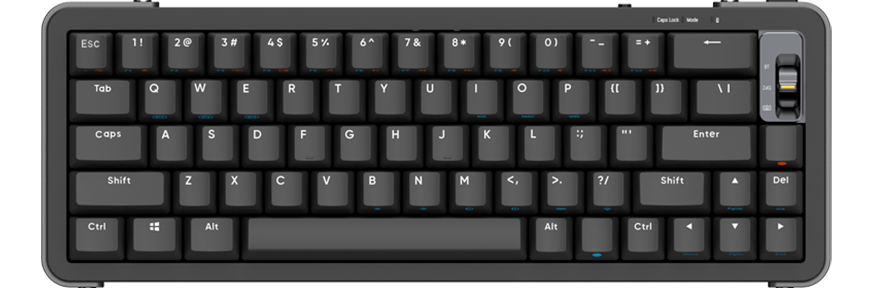 Caps Lock Mode
Esc 1! 2@ 3# 4$ 5% 6^ 7& 8* 9( 0) -_ =+ ←
Tab Q W E R T Y U I O P {[ ]} \|
Caps A S D F G H J K L :; "' Enter
Shift Z X C V B N M <, >. ?/ Shift ▲ Del
Ctrl Alt Alt Ctrl ◀ ▼ ▶